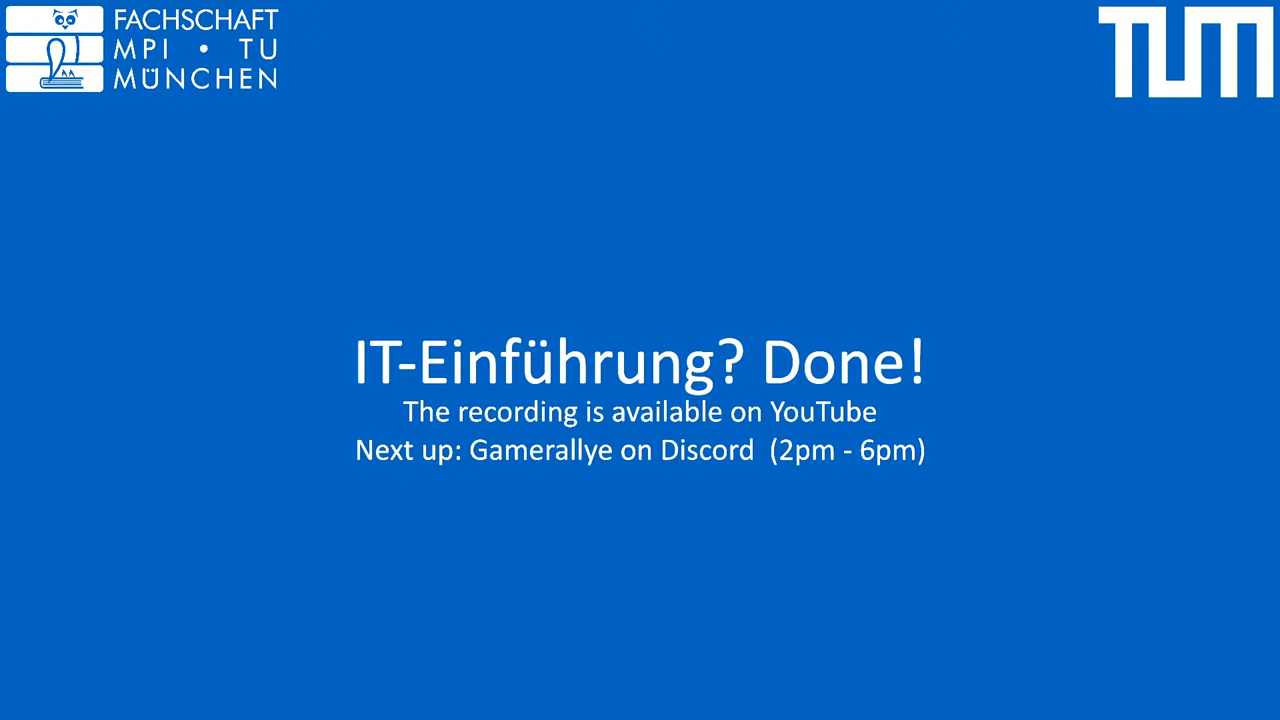 FACHSCHAFT
MPI • TU
MÜNCHEN
TUM
IT-Einführung? Done!
The recording is available on YouTube
Next up: Gamerallye on Discord (2pm - 6pm)